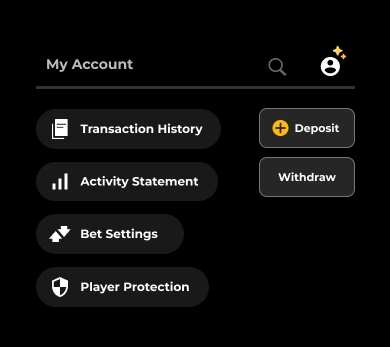 My Account
Transaction History
Deposit
Activity Statement
Withdraw
Bet Settings
Player Protection